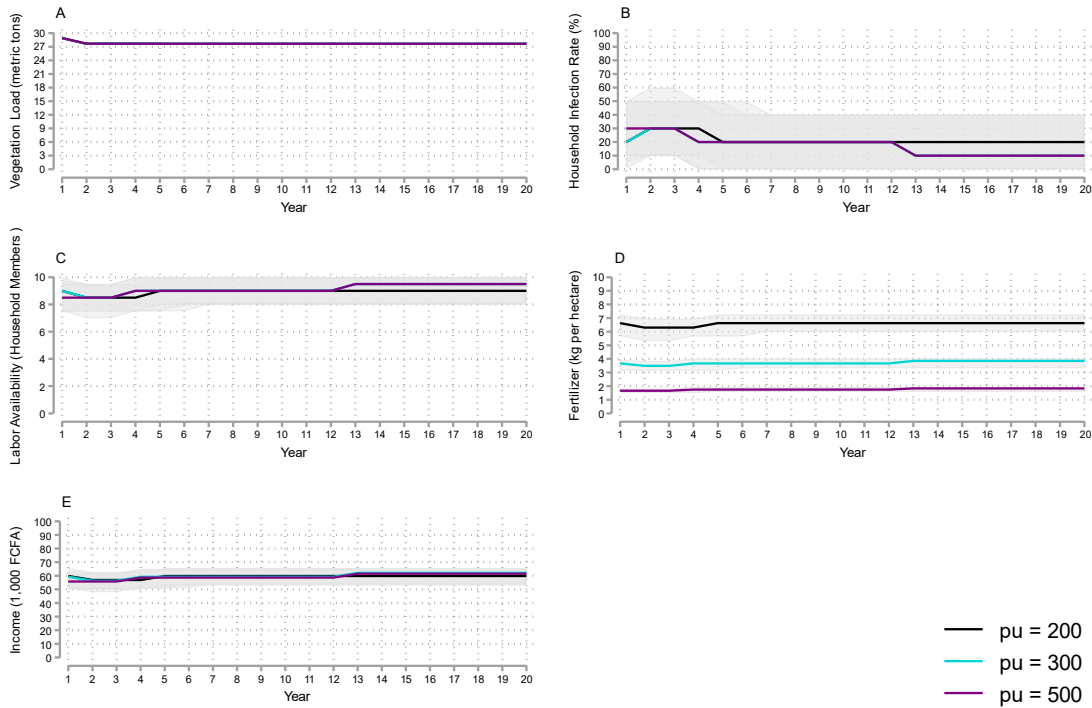 A
Vegetation Load (metric tons)
30
27
24
21
18
15
12
9
6
3
0
1 2 3 4 5 6 7 8 9 10 11 12 13 14 15 16 17 18 19 20
Year
B
Household Infection Rate (%)
100
90
80
70
60
50
40
30
20
10
0
1 2 3 4 5 6 7 8 9 10 11 12 13 14 15 16 17 18 19 20
Year
C
Labor Availability (Household Members )
10
8
6
4
2
0
1 2 3 4 5 6 7 8 9 10 11 12 13 14 15 16 17 18 19 20
Year
D
Fertilizer (kg per hectare)
10
9
8
7
6
5
4
3
2
1
0
1 2 3 4 5 6 7 8 9 10 11 12 13 14 15 16 17 18 19 20
Year
E
Income (1,000 FCFA)
100
90
80
70
60
50
40
30
20
10
0
1 2 3 4 5 6 7 8 9 10 11 12 13 14 15 16 17 18 19 20
Year
pu = 200
pu = 300
pu = 500